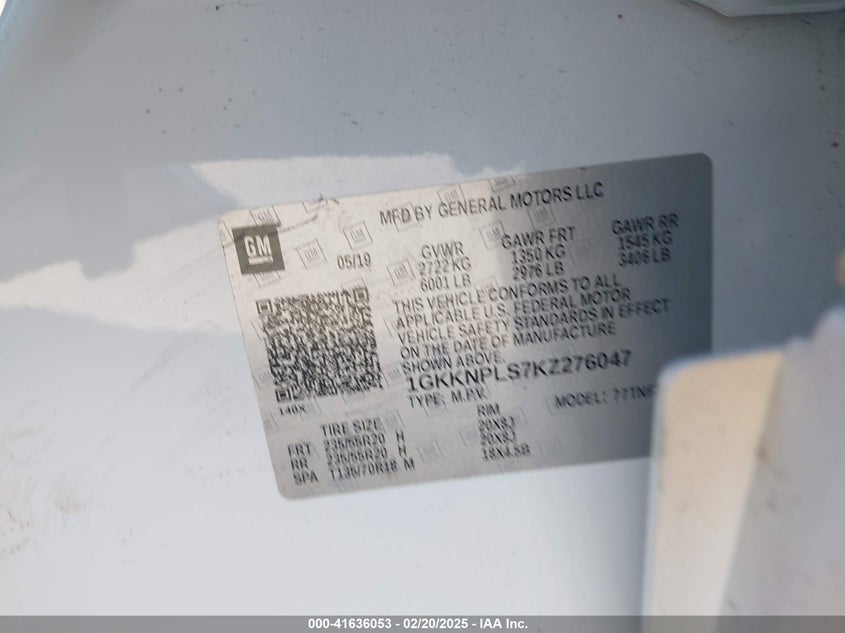 MFD BY GENERAL MOTORS LLC
GM
05/19
GVWR
2722 KG
6001 LB
GAWR FRT
1350 KG
2976 LB
GAWR RR
1545 KG
3406 LB
THIS VEHICLE CONFORMS TO ALL
APPLICABLE U.S. FEDERAL MOTOR
VEHICLE SAFETY STANDARDS IN EFFECT
ON THE DATE OF MANUFACTURE
SHOWN ABOVE.
1GKKNPLS7KZ276047
TYPE: M.P.V.
MODEL:
140X
TIRE SIZE
RIM
FRT 235/55R20 H 20X8J
RR 235/55R20 H 20X8J
SPA T135/70R18 M 18X4.5B
000-41636053 - 02/20/2025 - IAA Inc.